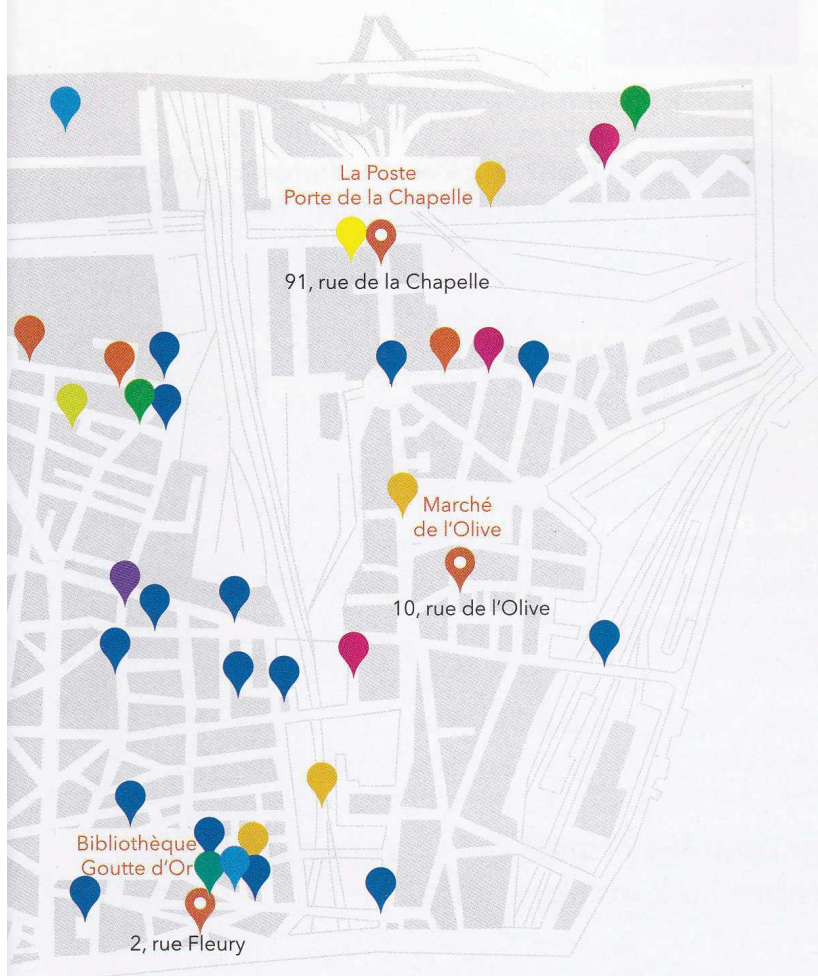 La Poste
Porte de la Chapelle
91, rue de la Chapelle
Marché
de l'Olive
10, rue de l'Olive
Bibliothèque
Goutte d'Or
2, rue Fleury